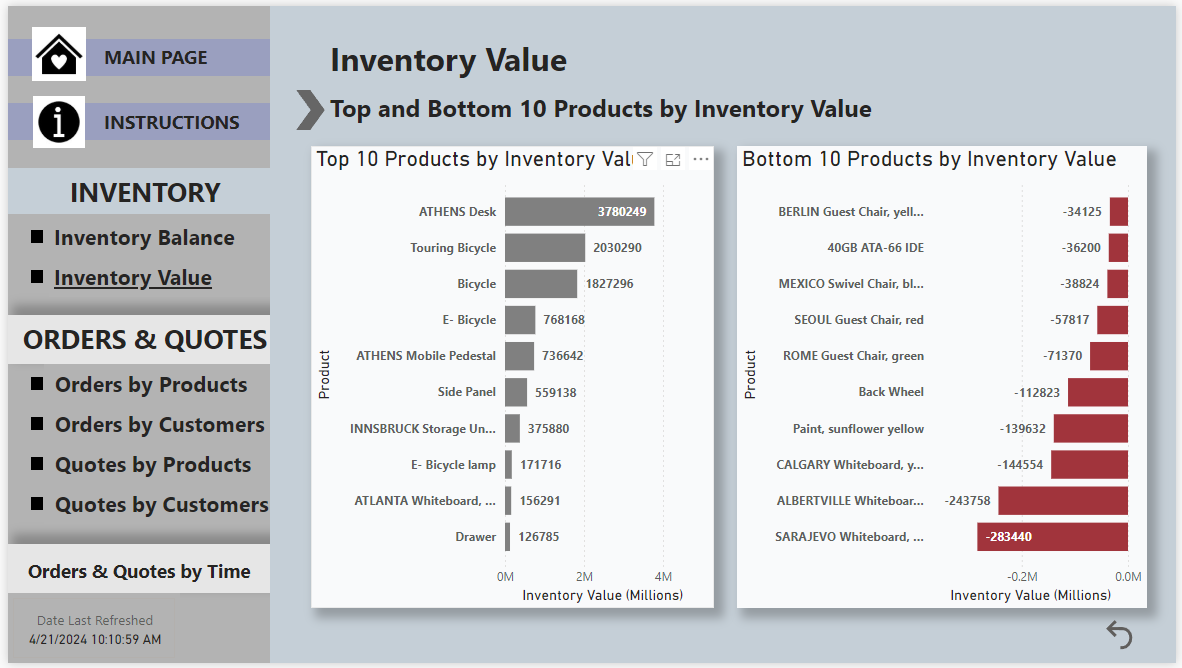 MAIN PAGE
INSTRUCTIONS
INVENTORY
Inventory Balance
Inventory Value
ORDERS & QUOTES
Orders by Products
Orders by Customers
Quotes by Products
Quotes by Customers
Orders & Quotes by Time
Date Last Refreshed
4/21/2024 10:10:59 AM
Inventory Value
Top and Bottom 10 Products by Inventory Value
Top 10 Products by Inventory Val
Product
ATHENS Desk 3780249
Touring Bicycle 2030290
Bicycle 1827296
E- Bicycle 768168
ATHENS Mobile Pedestal 736642
Side Panel 559138
INNSBRUCK Storage Un... 375880
E- Bicycle lamp 171716
ATLANTA Whiteboard, ... 156291
Drawer 126785
0M 2M 4M
Inventory Value (Millions)
Bottom 10 Products by Inventory Value
Product
BERLIN Guest Chair, yell... -34125
40GB ATA-66 IDE -36200
MEXICO Swivel Chair, bl... -38824
SEOUL Guest Chair, red -57817
ROME Guest Chair, green -71370
Back Wheel -112823
Paint, sunflower yellow -139632
CALGARY Whiteboard, y... -144554
ALBERTVILLE Whiteboar... -243758
SARAJEVO Whiteboard, ... -283440
-0.2M 0.0M
Inventory Value (Millions)